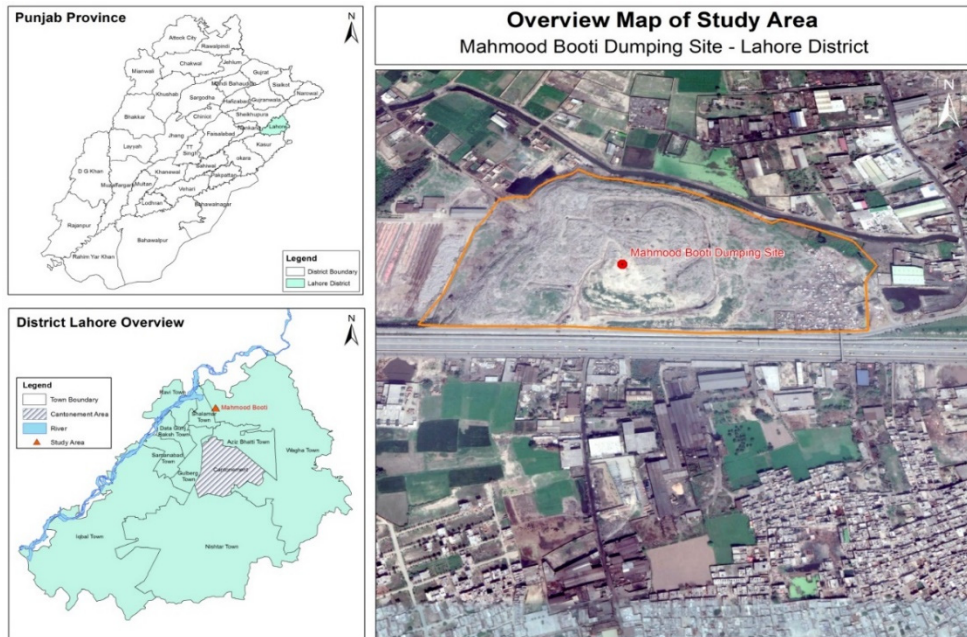 Punjab Province
N
Attock City
Rawalpindi
Chakwal
Jehlum
Gujrat
Mianwali
Mandi Bahauddin
Sialkot
Khushab
Narowal
Sargodha
Hafizabad
Gujranwala
Bhakkar
Chiniot
Sheikhupura
Jhang
Faisalabad
Nankana
Lahore
Layyah
TT
Singh
Kasur
okara
Sahiwal
D G Khan
Khanewal
Pakpattan
Muzaffargarh
Multan
Vehari
Lodhran
Bahawalnagar
Rajanpur
Bahawalpur
Rahim Yar Khan
Legend
District Boundary
Lahore District
District Lahore Overview
N
Legend
Town Boundary
Cantonement Area
River
Study Area
Ravi Town
Mahmood Booti
Shalamar
Town
Data Gunj
Baksh Town
Aziz Bhatti Town
Samanabad
Town
Wagha Town
Gulberg
Town
Cantonement
Iqbal Town
Nishtar Town
Overview Map of Study Area
Mahmood Booti Dumping Site - Lahore District
N
Mahmood Booti Dumping Site